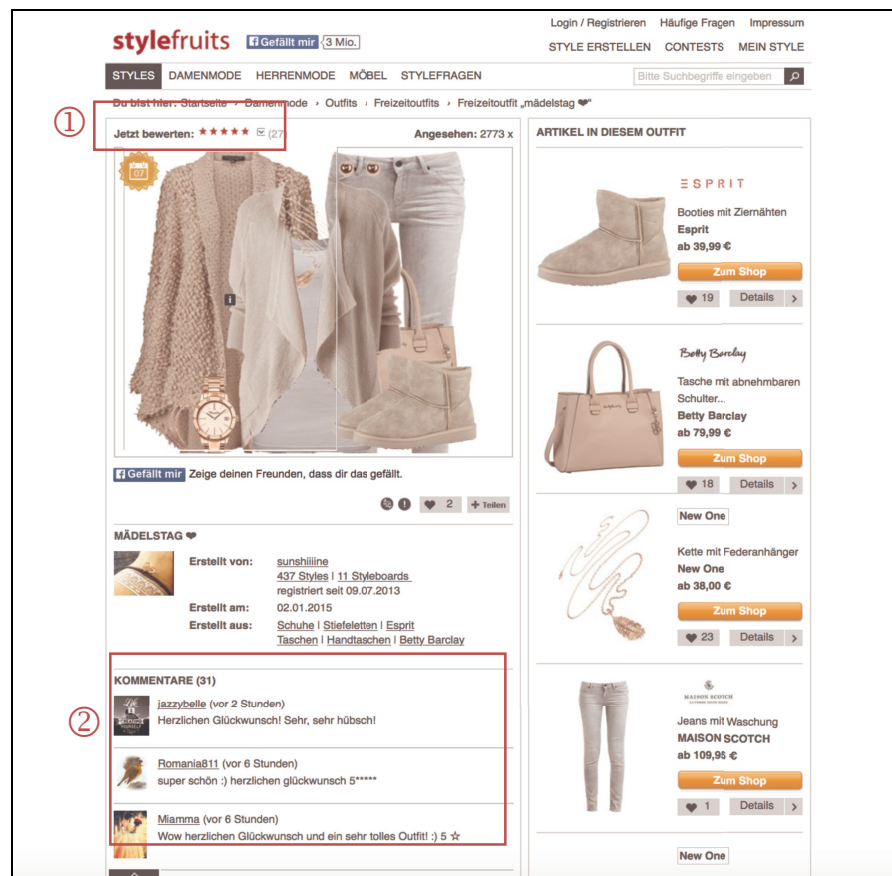 Login / Registrieren Häufige Fragen Impressum
stylefruits
Gefällt mir 3 Mio.
STYLE ERSTELLEN CONTESTS MEIN STYLE
STYLES DAMENMODE HERRENMODE MÖBEL STYLEFRAGEN
Bitte Suchbegriffe eingeben
Du bist hier: Startseite › Damenmode › Outfits › Freizeitoutfits › Freizeitoutfit „mädelstag ❤"
①
Jetzt bewerten: ★★★★★ (27)
Angesehen: 2773 x
07
i
Gefällt mir Zeige deinen Freunden, dass dir das gefällt.
❤ 2 + Teilen
MÄDELSTAG ❤
Erstellt von: sunshiiiine
437 Styles | 11 Styleboards
registriert seit 09.07.2013
Erstellt am: 02.01.2015
Erstellt aus: Schuhe | Stiefeletten | Esprit
Taschen | Handtaschen | Betty Barclay
②
KOMMENTARE (31)
jazzybelle (vor 2 Stunden)
Herzlichen Glückwunsch! Sehr, sehr hübsch!
Romania811 (vor 6 Stunden)
super schön :) herzlichen glückwunsch 5*****
Miamma (vor 6 Stunden)
Wow herzlichen Glückwunsch und ein sehr tolles Outfit! :) 5 ☆
ARTIKEL IN DIESEM OUTFIT
ESPRIT
Booties mit Ziernähten
Esprit
ab 39,99 €
Zum Shop
❤ 19 Details >
Betty Barclay
Tasche mit abnehmbaren
Schulter...
Betty Barclay
ab 79,99 €
Zum Shop
❤ 18 Details >
New One
Kette mit Federanhänger
New One
ab 38,00 €
Zum Shop
❤ 23 Details >
MAISON SCOTCH
Jeans mit Waschung
MAISON SCOTCH
ab 109,95 €
Zum Shop
❤ 1 Details >
New One